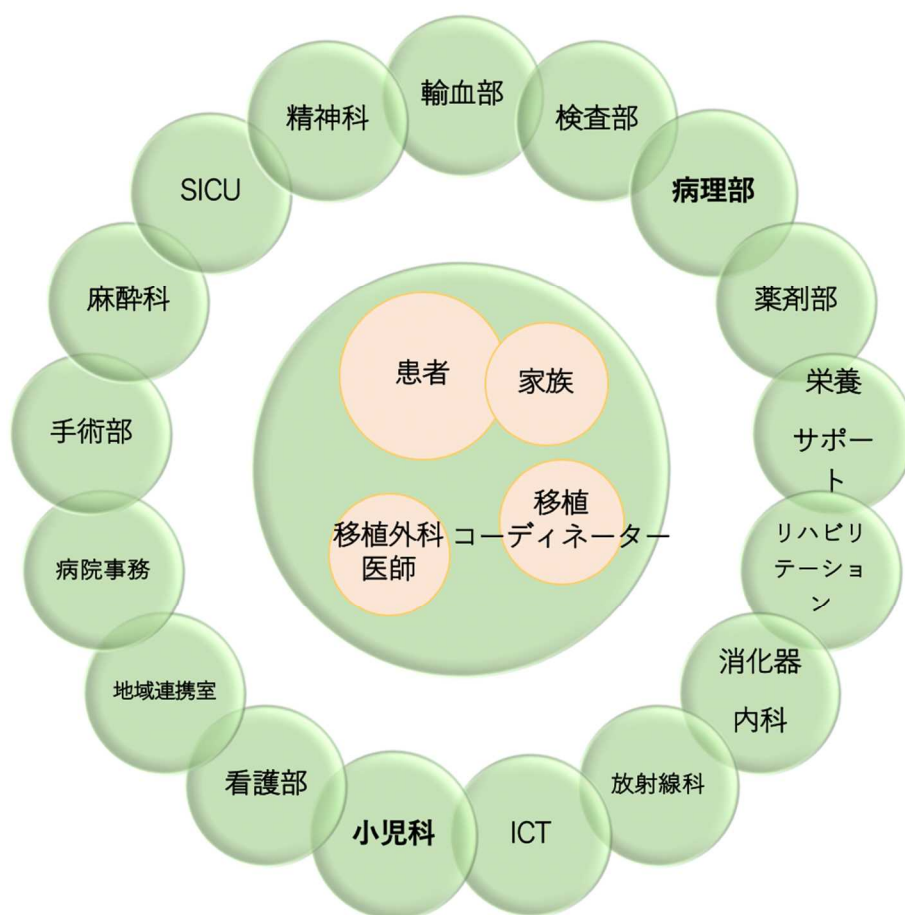 輸血部
検査部
病理部
薬剤部
栄養
サポー
ト
リハビリ
テーショ
ン
消化器
内科
放射線科
ICT
小児科
看護部
地域連携室
病院事務
手術部
麻酔科
SICU
精神科
患者
家族
移植外科
医師
移植
コーディネーター